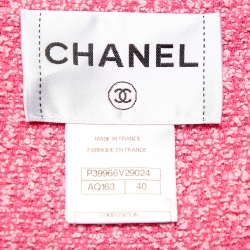 CHANEL
MADE IN FRANCE
FABRIQUÉ EN FRANCE
P39966V29024
AQ163 40
COMPOSITION